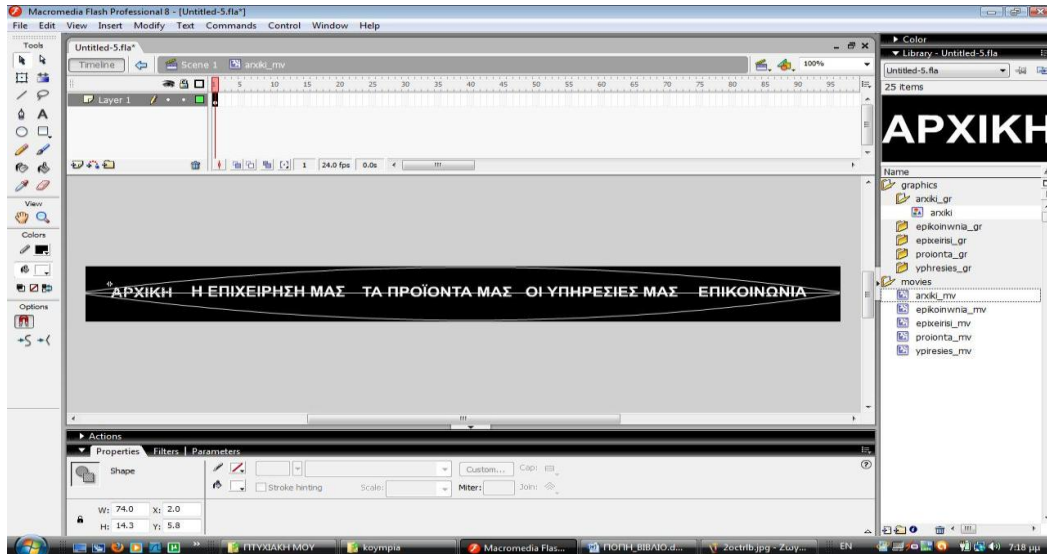 Macromedia Flash Professional 8 - [Untitled-5.fla*]
File Edit View Insert Modify Text Commands Control Window Help
Tools
View
Colors
Options
Untitled-5.fla*
Timeline Scene 1 arxiki_mv 100%
5 10 15 20 25 30 35 40 45 50 55 60 65 70 75 80 85 90 95
Layer 1
1 24.0 fps 0.0s
ΑΡΧΙΚΗ Η ΕΠΙΧΕΙΡΗΣΗ ΜΑΣ ΤΑ ΠΡΟΪΟΝΤΑ ΜΑΣ ΟΙ ΥΠΗΡΕΣΙΕΣ ΜΑΣ ΕΠΙΚΟΙΝΩΝΙΑ
Actions
Properties Filters Parameters
Shape
Custom... Cap:
Stroke hinting Scale: Miter: Join:
W: 74.0 X: 2.0
H: 14.3 Y: 5.8
Color
Library - Untitled-5.fla
Untitled-5.fla
25 items
ΑΡΧΙΚΗ
Name
graphics
arxiki_gr
arxiki
epikoinwnia_gr
epixeirisi_gr
proionta_gr
yphresies_gr
movies
arxiki_mv
epikoinwnia_mv
epixeirisi_mv
proionta_mv
ypiresies_mv
ΠΤΥΧΙΑΚΗ ΜΟΥ
koympia
Macromedia Flas...
ΠΟΠΗ_ΒΙΒΛΙΟ.d...
2octrlb.jpg - Ζωγ...
EN
7:18 μμ